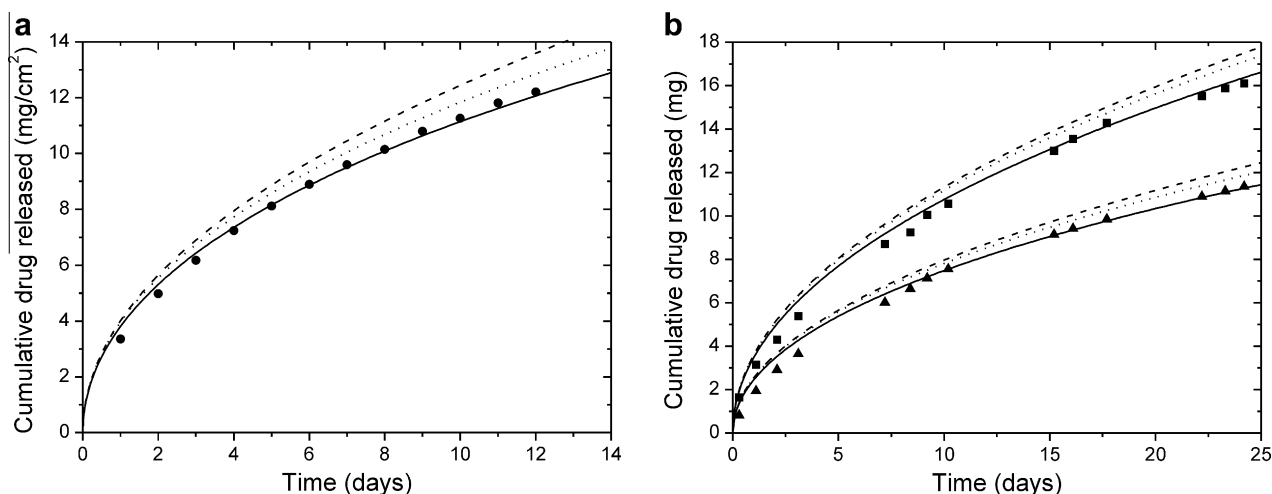 a
Cumulative drug released (mg/cm²)
14
12
10
8
6
4
2
0
0 2 4 6 8 10 12 14
Time (days)
b
Cumulative drug released (mg)
18
16
14
12
10
8
6
4
2
0
0 5 10 15 20 25
Time (days)